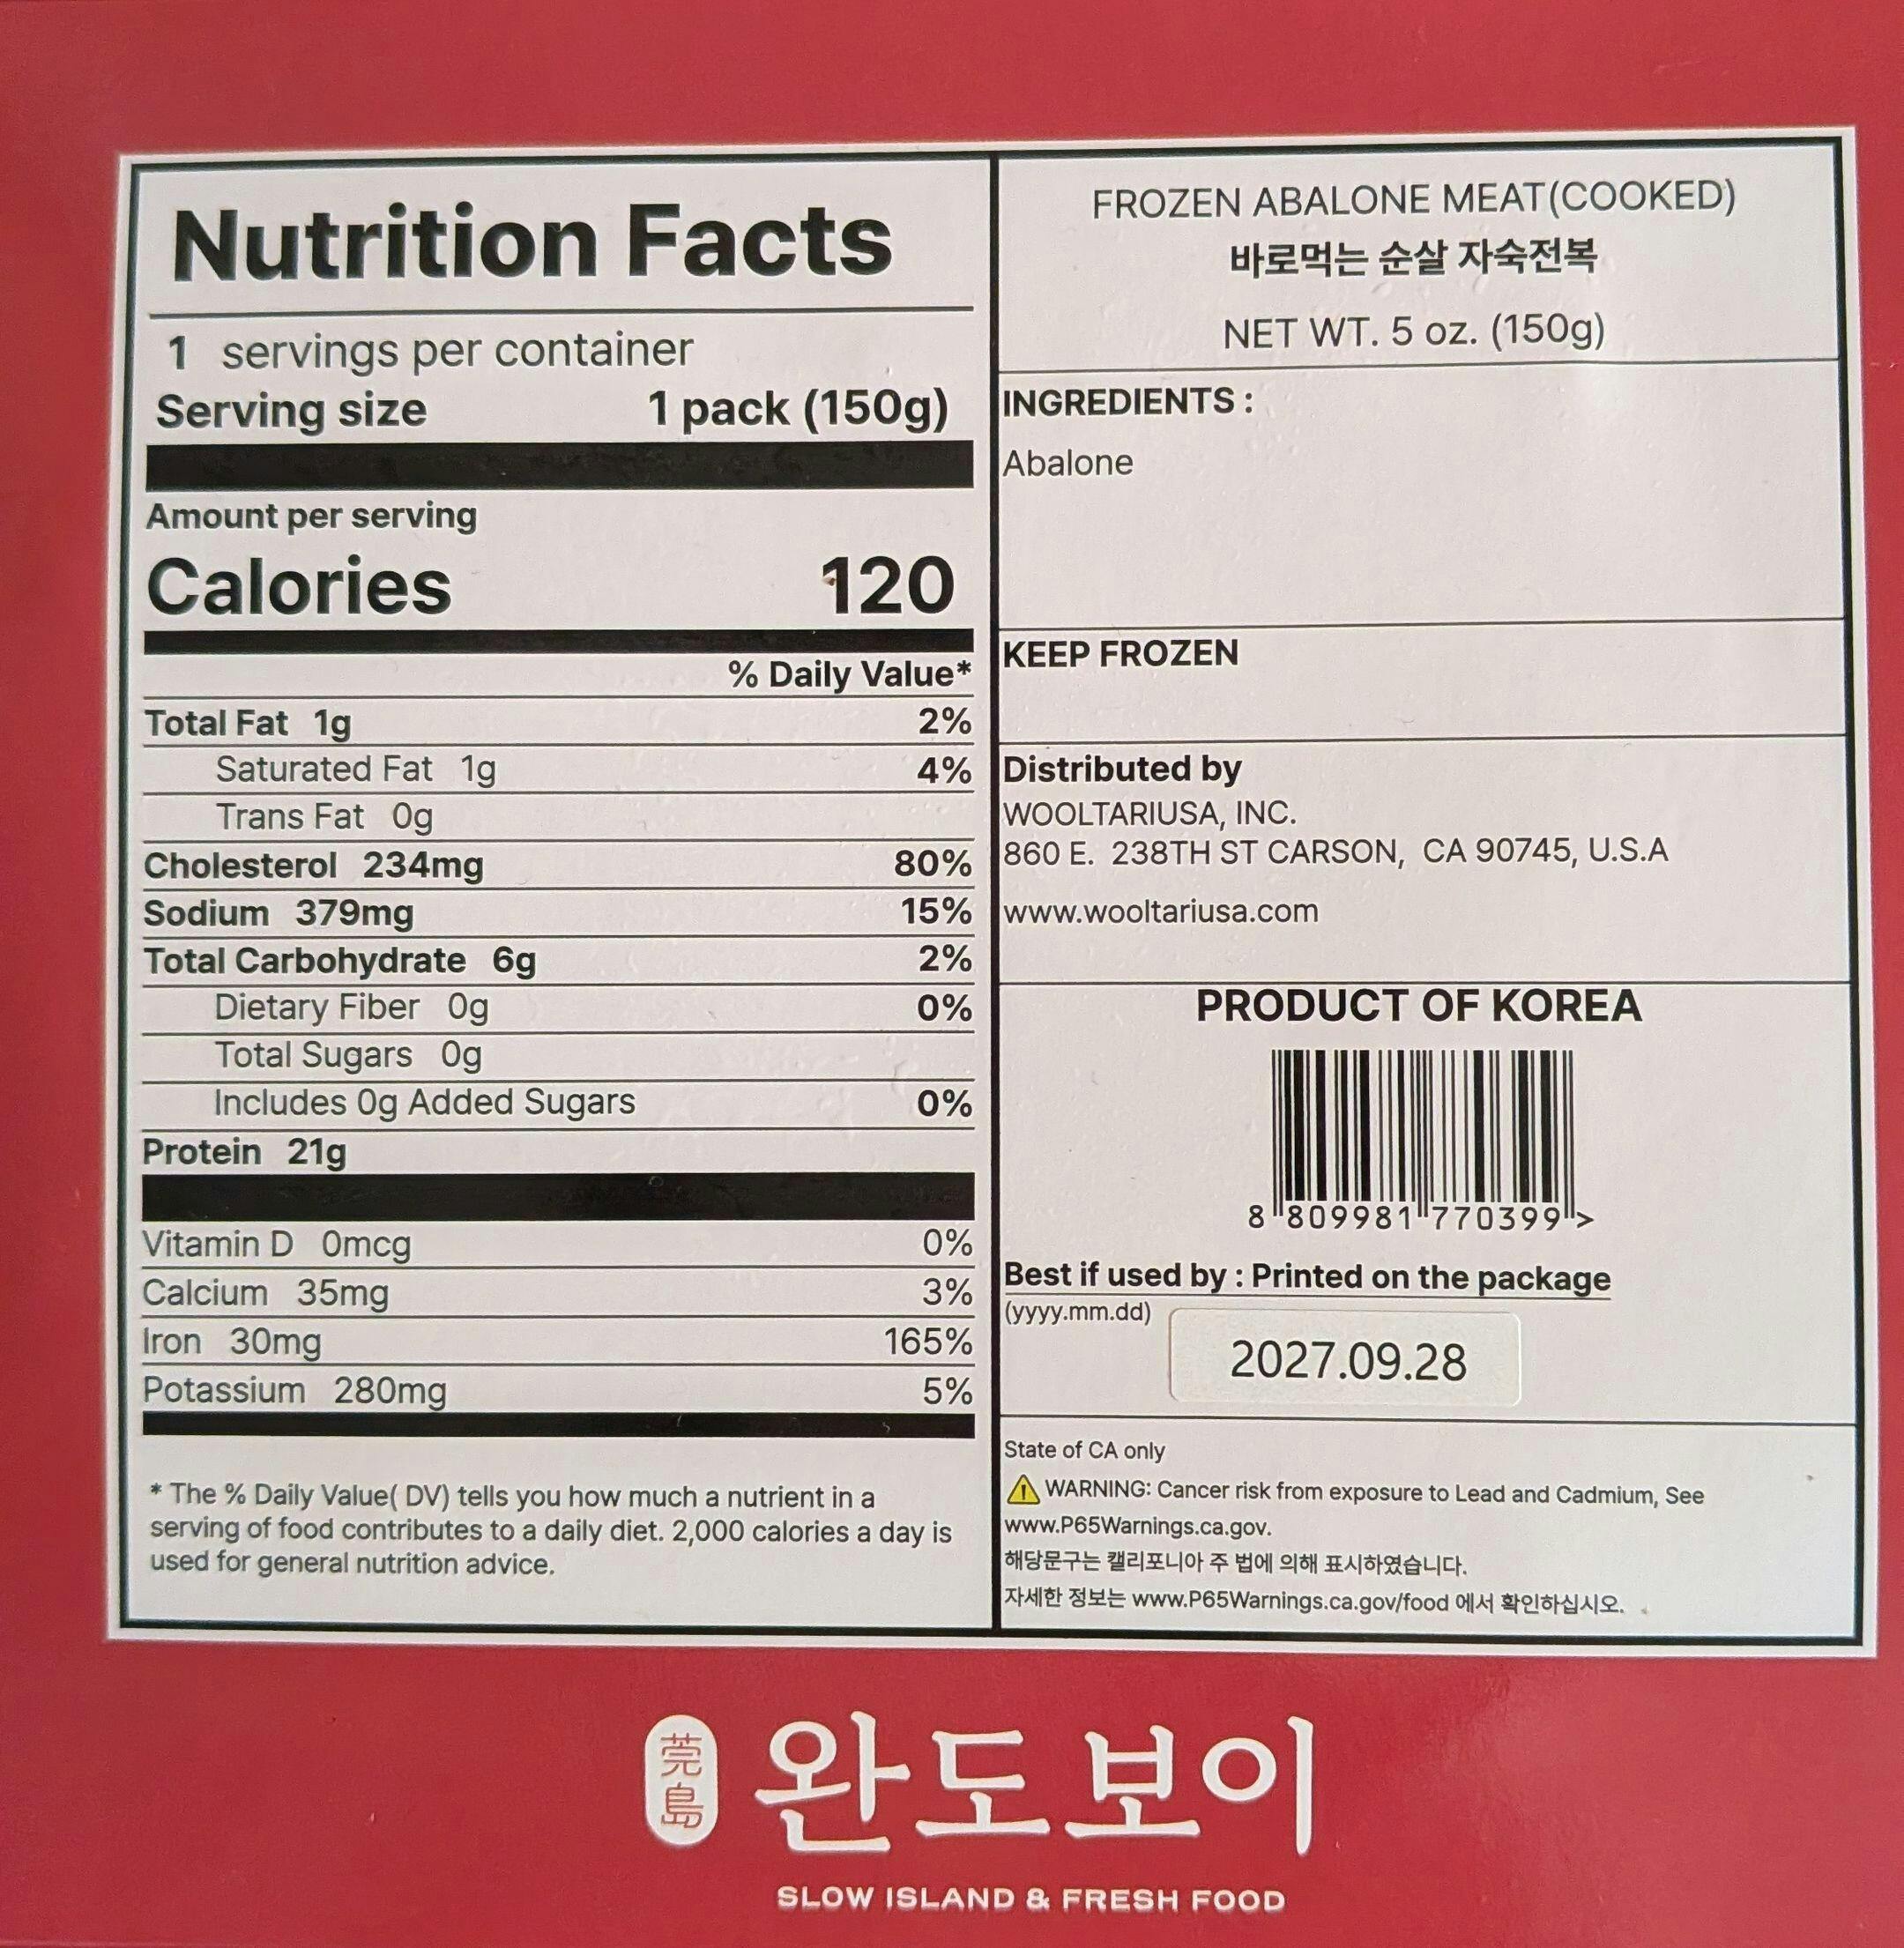 Nutrition Facts
1 servings per container
Serving size 1 pack (150g)
Amount per serving
Calories 120
% Daily Value*
Total Fat 1g 2%
Saturated Fat 1g 4%
Trans Fat 0g
Cholesterol 234mg 80%
Sodium 379mg 15%
Total Carbohydrate 6g 2%
Dietary Fiber 0g 0%
Total Sugars 0g
Includes 0g Added Sugars 0%
Protein 21g
Vitamin D 0mcg 0%
Calcium 35mg 3%
Iron 30mg 165%
Potassium 280mg 5%
* The % Daily Value( DV) tells you how much a nutrient in a
serving of food contributes to a daily diet. 2,000 calories a day is
used for general nutrition advice.
FROZEN ABALONE MEAT(COOKED)
바로먹는 순살 자숙전복
NET WT. 5 oz. (150g)
INGREDIENTS :
Abalone
KEEP FROZEN
Distributed by
WOOLTARIUSA, INC.
860 E. 238TH ST CARSON, CA 90745, U.S.A
www.wooltariusa.com
PRODUCT OF KOREA
8 809981 770399 >
Best if used by : Printed on the package
(yyyy.mm.dd)
2027.09.28
State of CA only
WARNING: Cancer risk from exposure to Lead and Cadmium, See
www.P65Warnings.ca.gov.
해당문구는 캘리포니아 주 법에 의해 표시하였습니다.
자세한 정보는 www.P65Warnings.ca.gov/food 에서 확인하십시오.
莞島
완도보이
SLOW ISLAND & FRESH FOOD